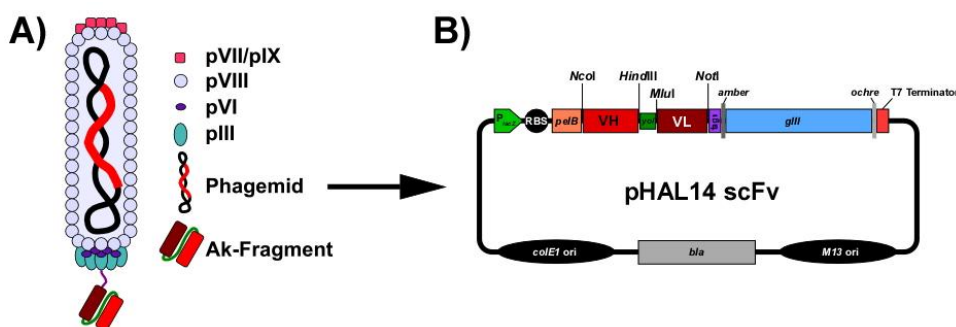 A)
pVII/pIX
pVIII
pVI
pIII
Phagemid
Ak-Fragment
B)
NcoI
HindIII
MluI
NotI
amber
ochre
T7 Terminator
RBS
pelB
VH
yol
VL
gIII
pHAL14 scFv
colE1 ori
bla
M13 ori